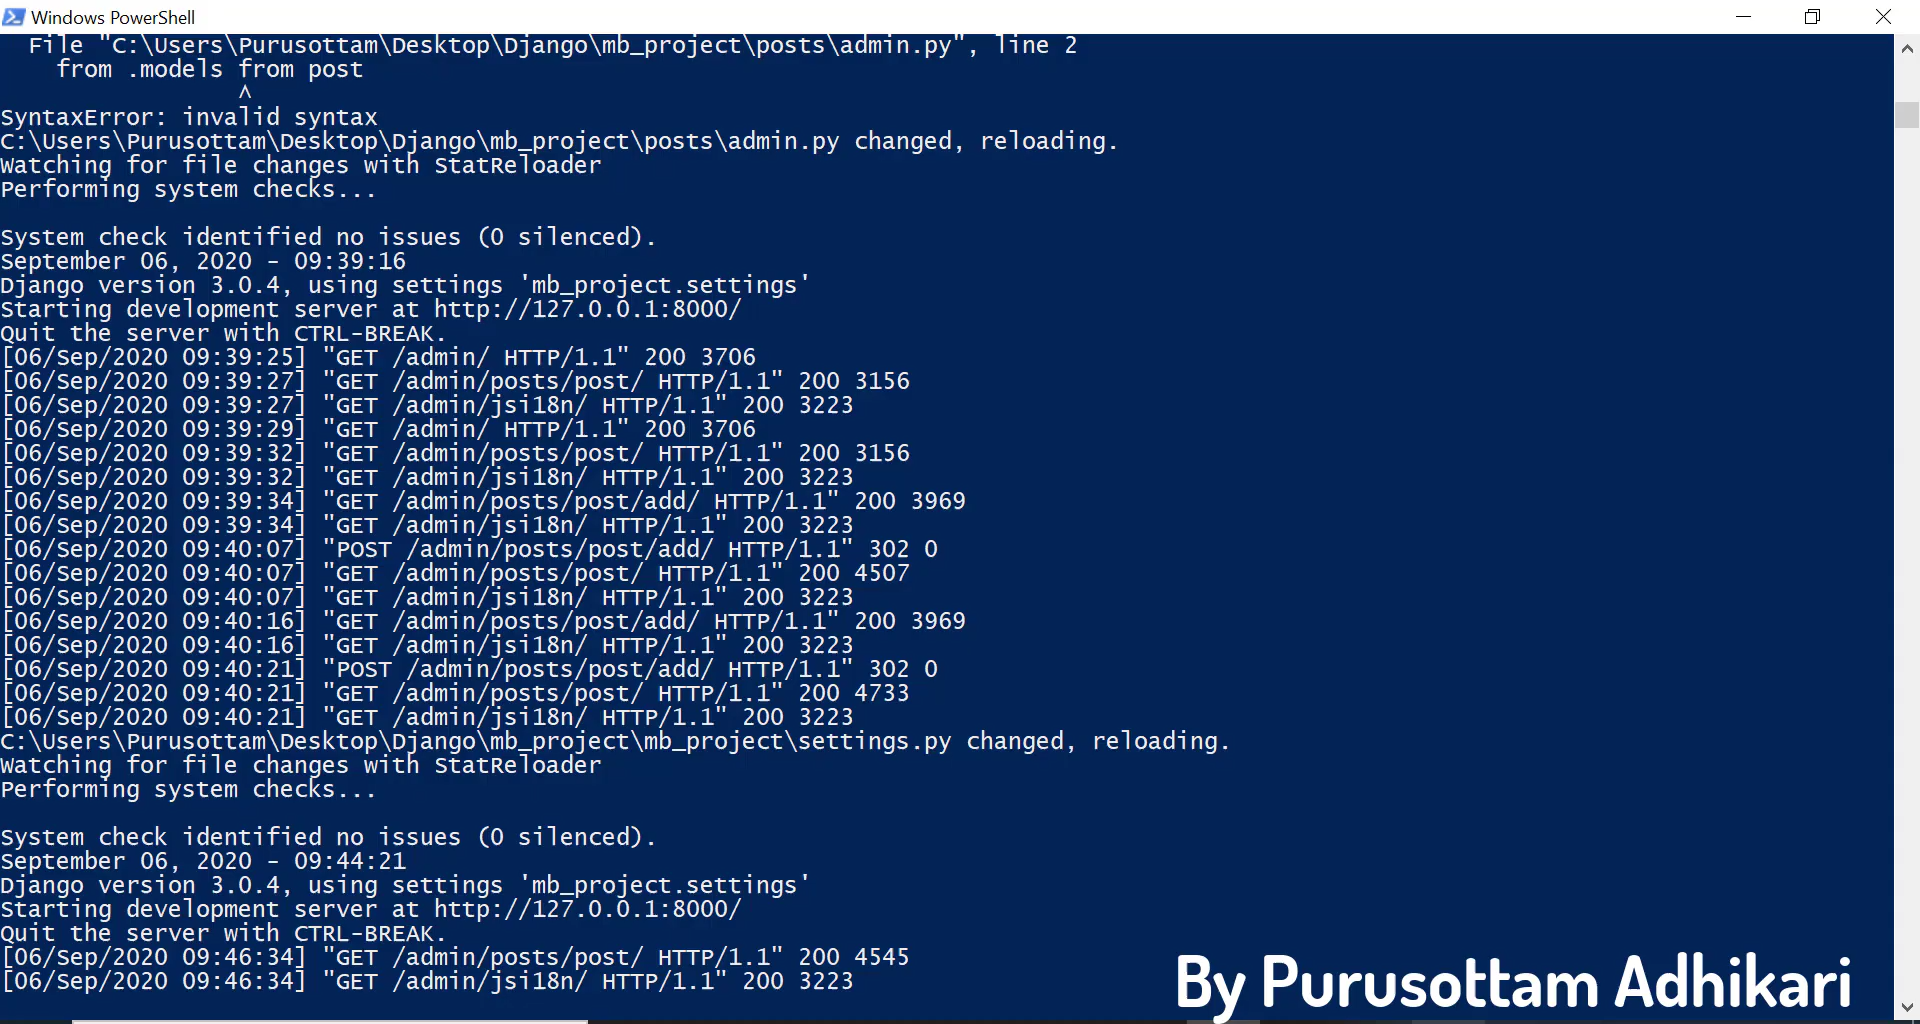 Windows PowerShell
File "C:\Users\Purusottam\Desktop\Django\mb_project\posts\admin.py", line 2
from .models from post
^
SyntaxError: invalid syntax
C:\Users\Purusottam\Desktop\Django\mb_project\posts\admin.py changed, reloading.
Watching for file changes with StatReloader
Performing system checks...
System check identified no issues (0 silenced).
September 06, 2020 - 09:39:16
Django version 3.0.4, using settings 'mb_project.settings'
Starting development server at http://127.0.0.1:8000/
Quit the server with CTRL-BREAK.
[06/Sep/2020 09:39:25] "GET /admin/ HTTP/1.1" 200 3706
[06/Sep/2020 09:39:27] "GET /admin/posts/post/ HTTP/1.1" 200 3156
[06/Sep/2020 09:39:27] "GET /admin/jsi18n/ HTTP/1.1" 200 3223
[06/Sep/2020 09:39:29] "GET /admin/ HTTP/1.1" 200 3706
[06/Sep/2020 09:39:32] "GET /admin/posts/post/ HTTP/1.1" 200 3156
[06/Sep/2020 09:39:32] "GET /admin/jsi18n/ HTTP/1.1" 200 3223
[06/Sep/2020 09:39:34] "GET /admin/posts/post/add/ HTTP/1.1" 200 3969
[06/Sep/2020 09:39:34] "GET /admin/jsi18n/ HTTP/1.1" 200 3223
[06/Sep/2020 09:40:07] "POST /admin/posts/post/add/ HTTP/1.1" 302 0
[06/Sep/2020 09:40:07] "GET /admin/posts/post/ HTTP/1.1" 200 4507
[06/Sep/2020 09:40:07] "GET /admin/jsi18n/ HTTP/1.1" 200 3223
[06/Sep/2020 09:40:16] "GET /admin/posts/post/add/ HTTP/1.1" 200 3969
[06/Sep/2020 09:40:16] "GET /admin/jsi18n/ HTTP/1.1" 200 3223
[06/Sep/2020 09:40:21] "POST /admin/posts/post/add/ HTTP/1.1" 302 0
[06/Sep/2020 09:40:21] "GET /admin/posts/post/ HTTP/1.1" 200 4733
[06/Sep/2020 09:40:21] "GET /admin/jsi18n/ HTTP/1.1" 200 3223
C:\Users\Purusottam\Desktop\Django\mb_project\mb_project\settings.py changed, reloading.
Watching for file changes with StatReloader
Performing system checks...
System check identified no issues (0 silenced).
September 06, 2020 - 09:44:21
Django version 3.0.4, using settings 'mb_project.settings'
Starting development server at http://127.0.0.1:8000/
Quit the server with CTRL-BREAK.
[06/Sep/2020 09:46:34] "GET /admin/posts/post/ HTTP/1.1" 200 4545
[06/Sep/2020 09:46:34] "GET /admin/jsi18n/ HTTP/1.1" 200 3223
By Purusottam Adhikari